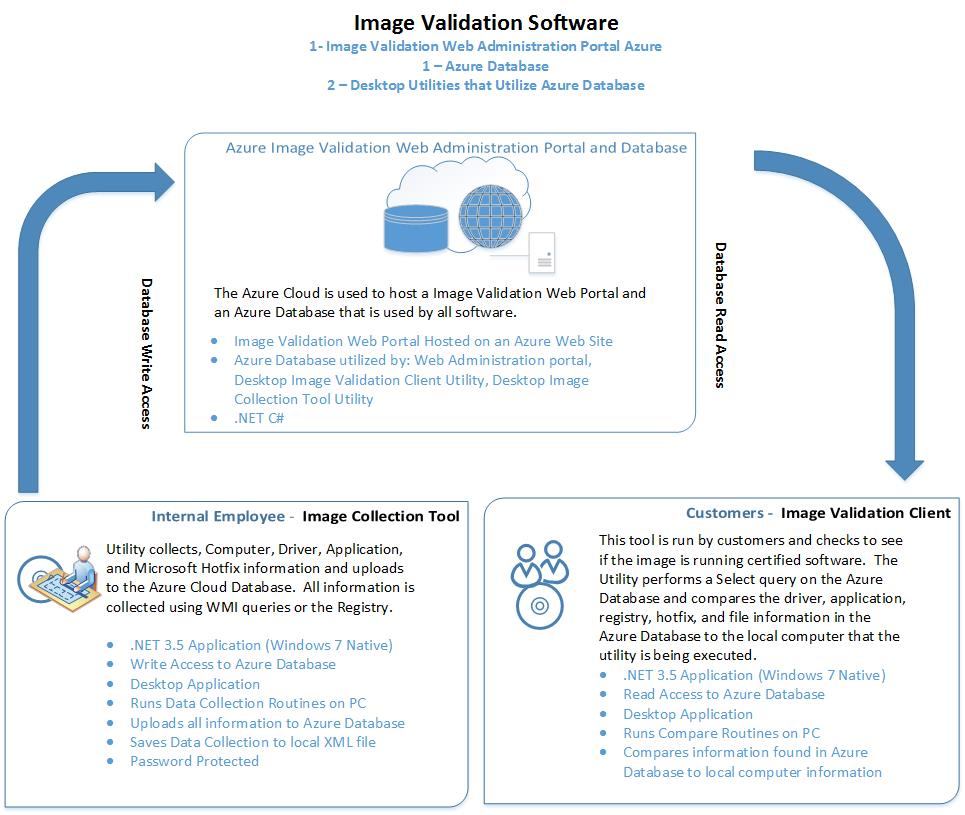 Image Validation Software
1- Image Validation Web Administration Portal Azure
1 – Azure Database
2 – Desktop Utilities that Utilize Azure Database
Azure Image Validation Web Administration Portal and Database
The Azure Cloud is used to host a Image Validation Web Portal and
an Azure Database that is used by all software.
• Image Validation Web Portal Hosted on an Azure Web Site
• Azure Database utilized by: Web Administration portal,
Desktop Image Validation Client Utility, Desktop Image
Collection Tool Utility
• .NET C#
Database Write Access
Database Read Access
Internal Employee - Image Collection Tool
Utility collects, Computer, Driver, Application,
and Microsoft Hotfix information and uploads
to the Azure Cloud Database. All information is
collected using WMI queries or the Registry.
• .NET 3.5 Application (Windows 7 Native)
• Write Access to Azure Database
• Desktop Application
• Runs Data Collection Routines on PC
• Uploads all information to Azure Database
• Saves Data Collection to local XML file
• Password Protected
Customers - Image Validation Client
This tool is run by customers and checks to see
if the image is running certified software. The
Utility performs a Select query on the Azure
Database and compares the driver, application,
registry, hotfix, and file information in the
Azure Database to the local computer that the
utility is being executed.
• .NET 3.5 Application (Windows 7 Native)
• Read Access to Azure Database
• Desktop Application
• Runs Compare Routines on PC
• Compares information found in Azure
Database to local computer information